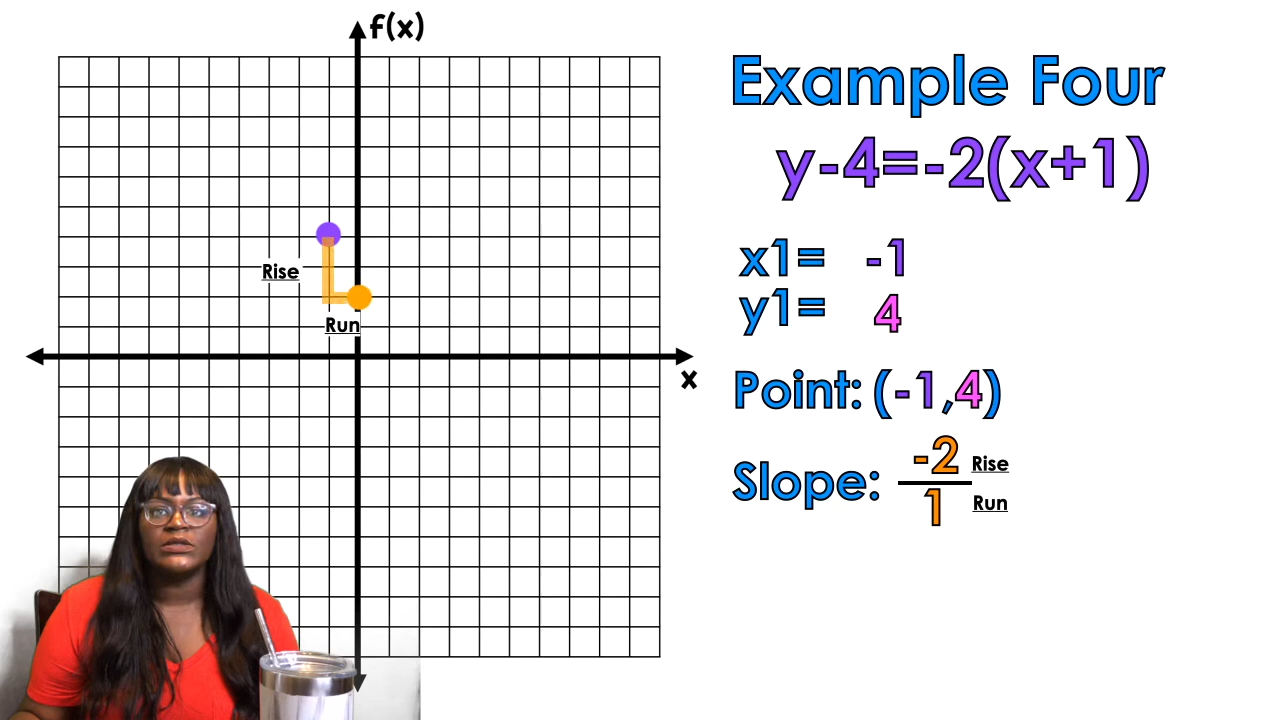 f(x)
Example Four
y-4=-2(x+1)
x1= -1
y1= 4
Rise
Run
x
Point: (-1,4)
Slope: -2 Rise
1 Run